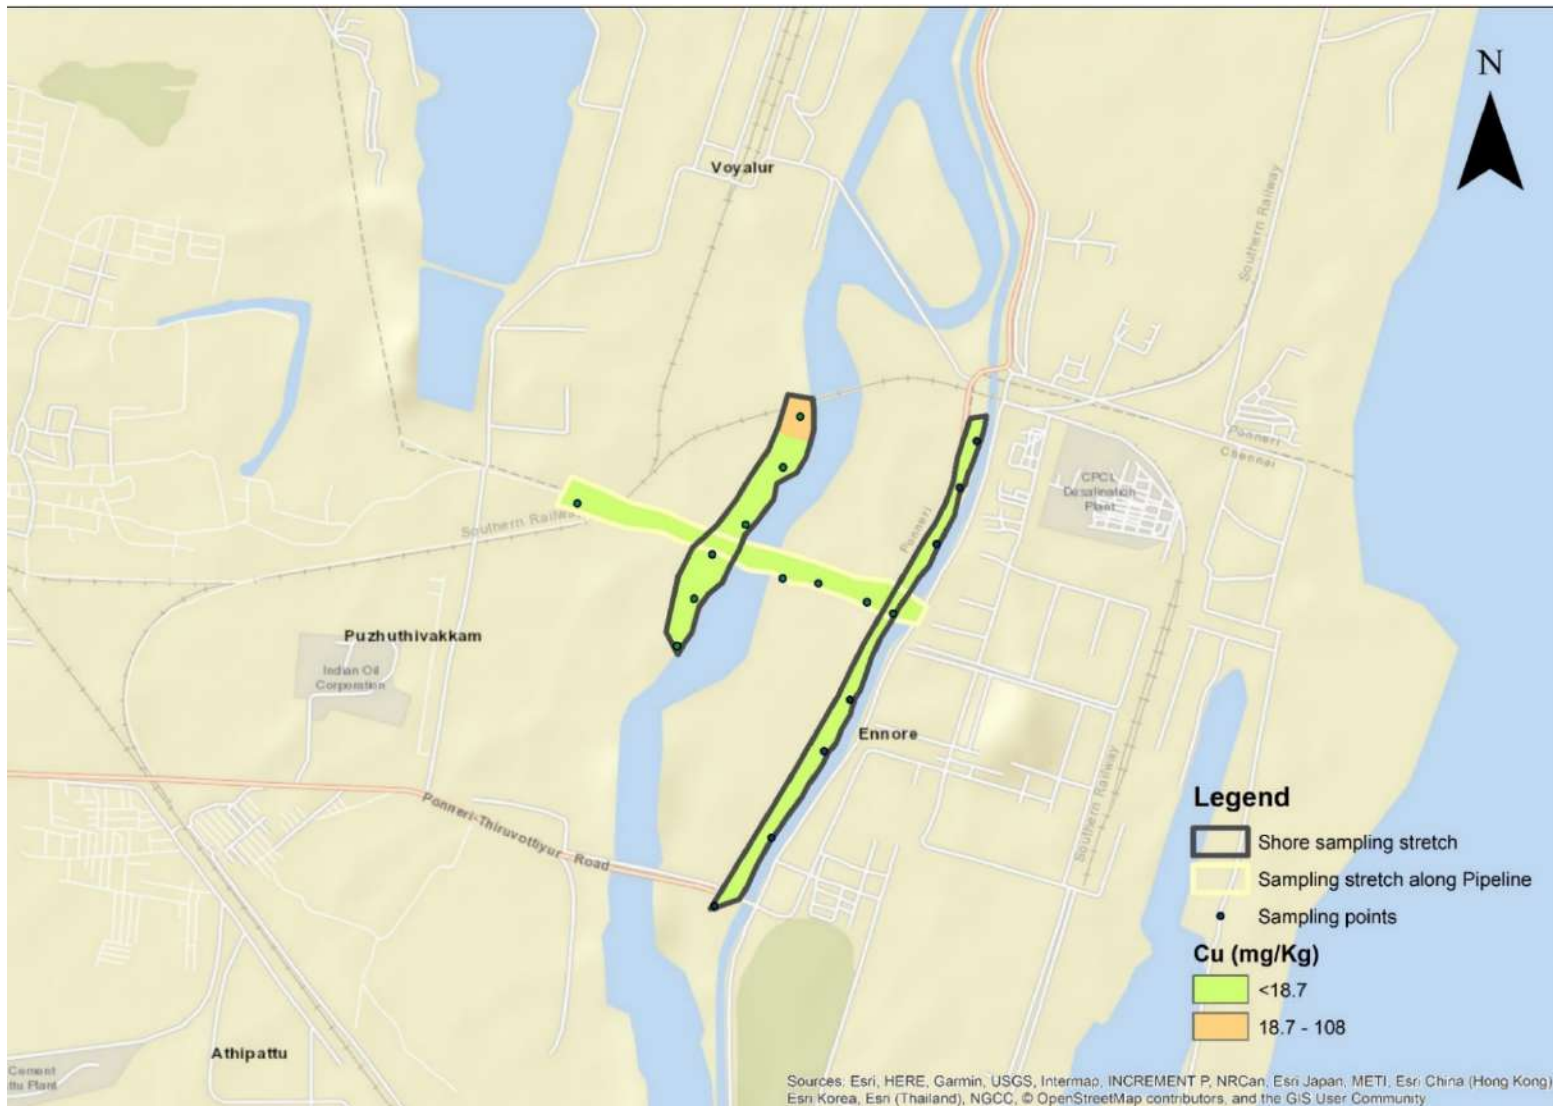 N
Voyalur
Southern Railway
Ponneri
Chennai
CPCL
Desalination
Plant
Ponneri
Southern Railway
Puzhuthivakkam
Indian Oil
Corporation
Ennore
Southern Railway
Ponneri-Thiruvottiyur Road
Legend
Shore sampling stretch
Sampling stretch along Pipeline
Sampling points
Cu (mg/Kg)
<18.7
18.7 - 108
Athipattu
Cement
ttu Plant
Sources: Esri, HERE, Garmin, USGS, Intermap, INCREMENT P, NRCan, Esri Japan, METI, Esri China (Hong Kong)
Esri Korea, Esri (Thailand), NGCC, © OpenStreetMap contributors, and the GIS User Community